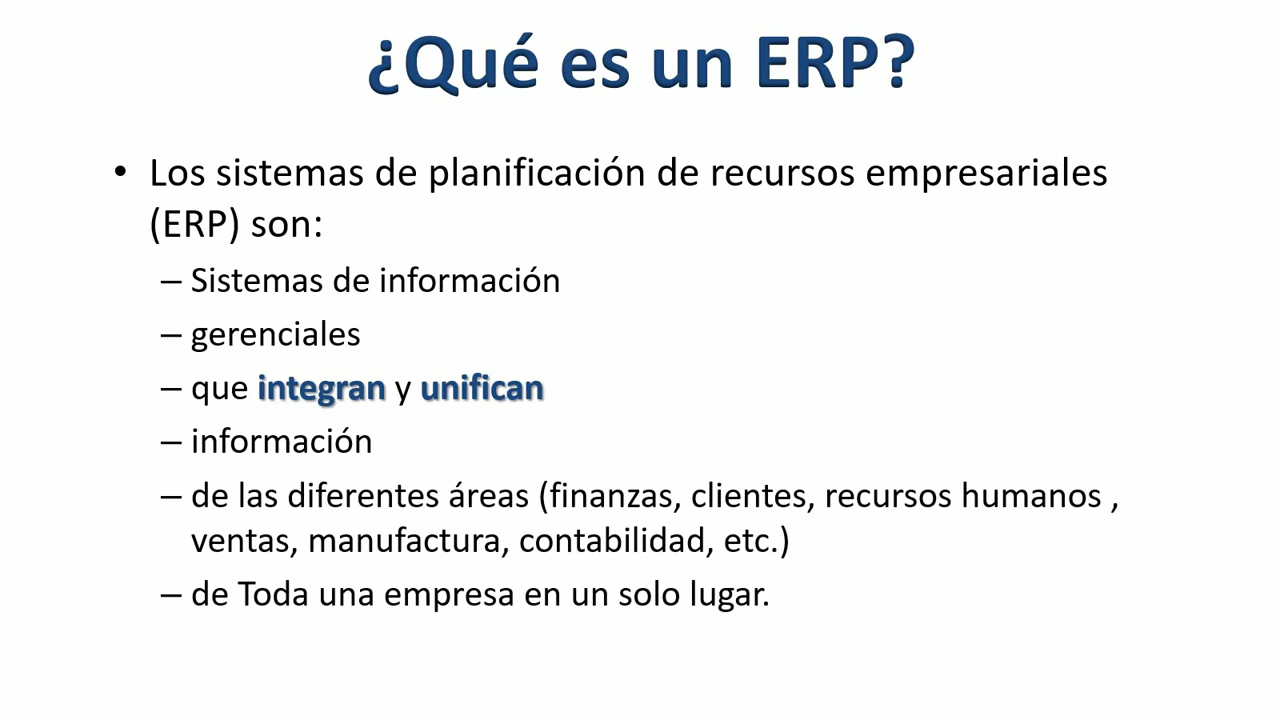 ¿Qué es un ERP?
• Los sistemas de planificación de recursos empresariales
(ERP) son:
– Sistemas de información
– gerenciales
– que integran y unifican
– información
– de las diferentes áreas (finanzas, clientes, recursos humanos ,
ventas, manufactura, contabilidad, etc.)
– de Toda una empresa en un solo lugar.